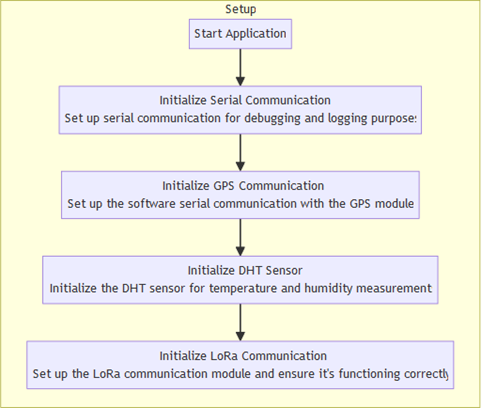 Setup
Start Application
Initialize Serial Communication
Set up serial communication for debugging and logging purposes
Initialize GPS Communication
Set up the software serial communication with the GPS module
Initialize DHT Sensor
Initialize the DHT sensor for temperature and humidity measurement
Initialize LoRa Communication
Set up the LoRa communication module and ensure it's functioning correctly